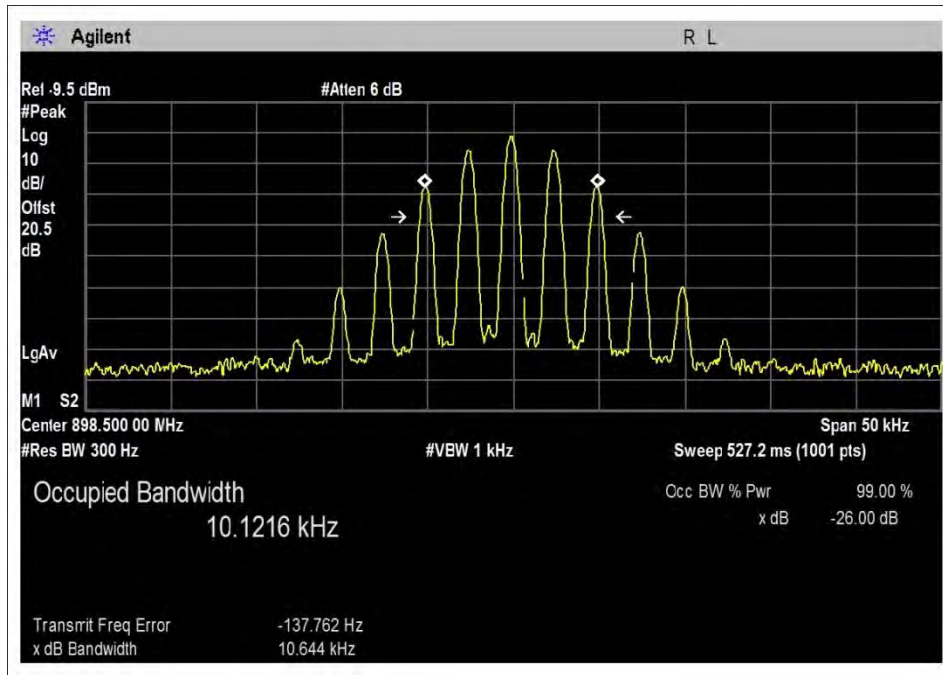 Agilent
R L
Rel -9.5 dBm
#Atten 6 dB
#Peak
Log
10
dB/
Offst
20.5
dB
LgAv
M1 S2
Center 898.500 00 MHz
Span 50 kHz
#Res BW 300 Hz
#VBW 1 kHz
Sweep 527.2 ms (1001 pts)
Occupied Bandwidth
10.1216 kHz
Occ BW % Pwr 99.00 %
x dB -26.00 dB
Transmit Freq Error -137.762 Hz
x dB Bandwidth 10.644 kHz